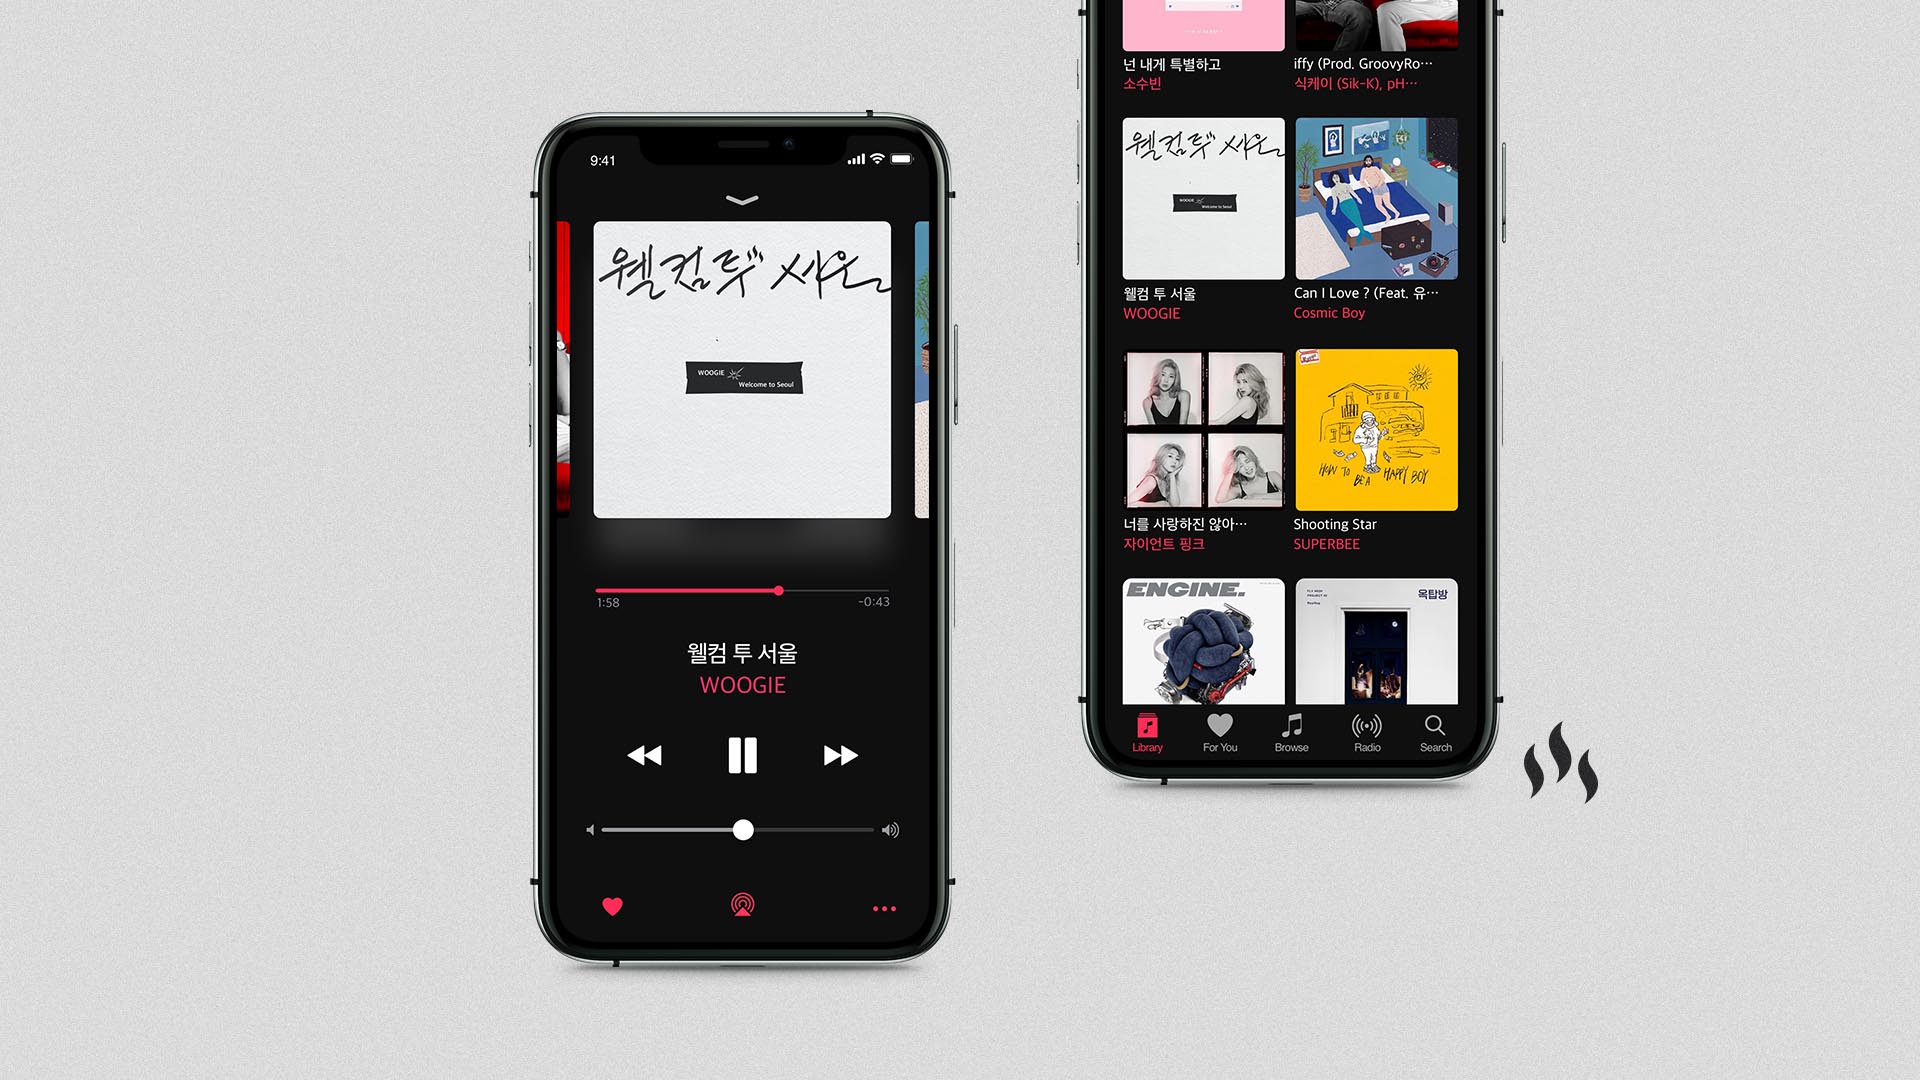 9:41
웰컴투 서울
WOOGIE
Welcome to Seoul
1:58
-0:43
웰컴 투 서울
WOOGIE
넌 내게 특별하고
소수빈
iffy (Prod. GroovyRo⋯
식케이 (Sik-K), pH⋯
웰컴투 서울
WOOGIE
Welcome to Seoul
웰컴 투 서울
WOOGIE
Can I Love ? (Feat. 유⋯
Cosmic Boy
HOW TO BE A HAPPY BOY
너를 사랑하진 않아⋯
자이언트 핑크
Shooting Star
SUPERBEE
ENGINE.
옥탑방
Library
For You
Browse
Radio
Search